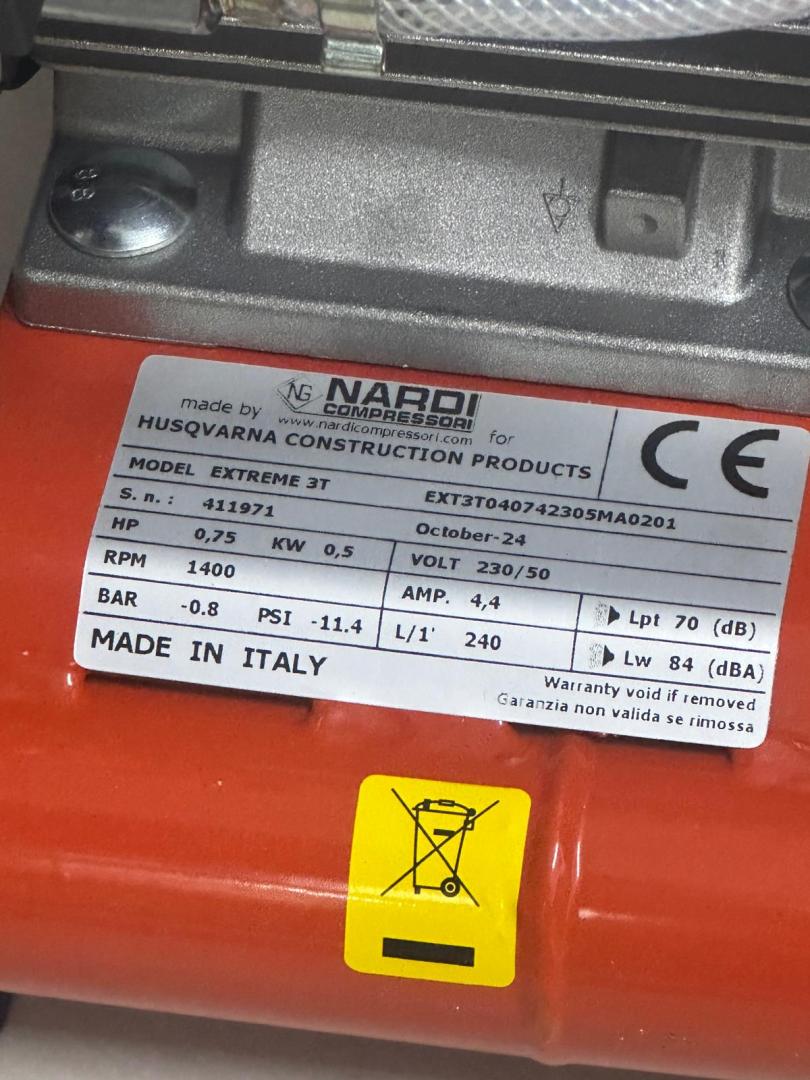 8 8
made by NG NARDI COMPRESSORI
www.nardicompressori.com for
HUSQVARNA CONSTRUCTION PRODUCTS
CE
MODEL EXTREME 3T EXT3T040742305MA0201
S. n. : 411971 October-24
HP 0,75 KW 0,5 VOLT 230/50
RPM 1400 AMP. 4,4 Lpt 70 (dB)
BAR -0.8 PSI -11.4 L/1' 240 Lw 84 (dBA)
MADE IN ITALY
Warranty void if removed
Garanzia non valida se rimossa